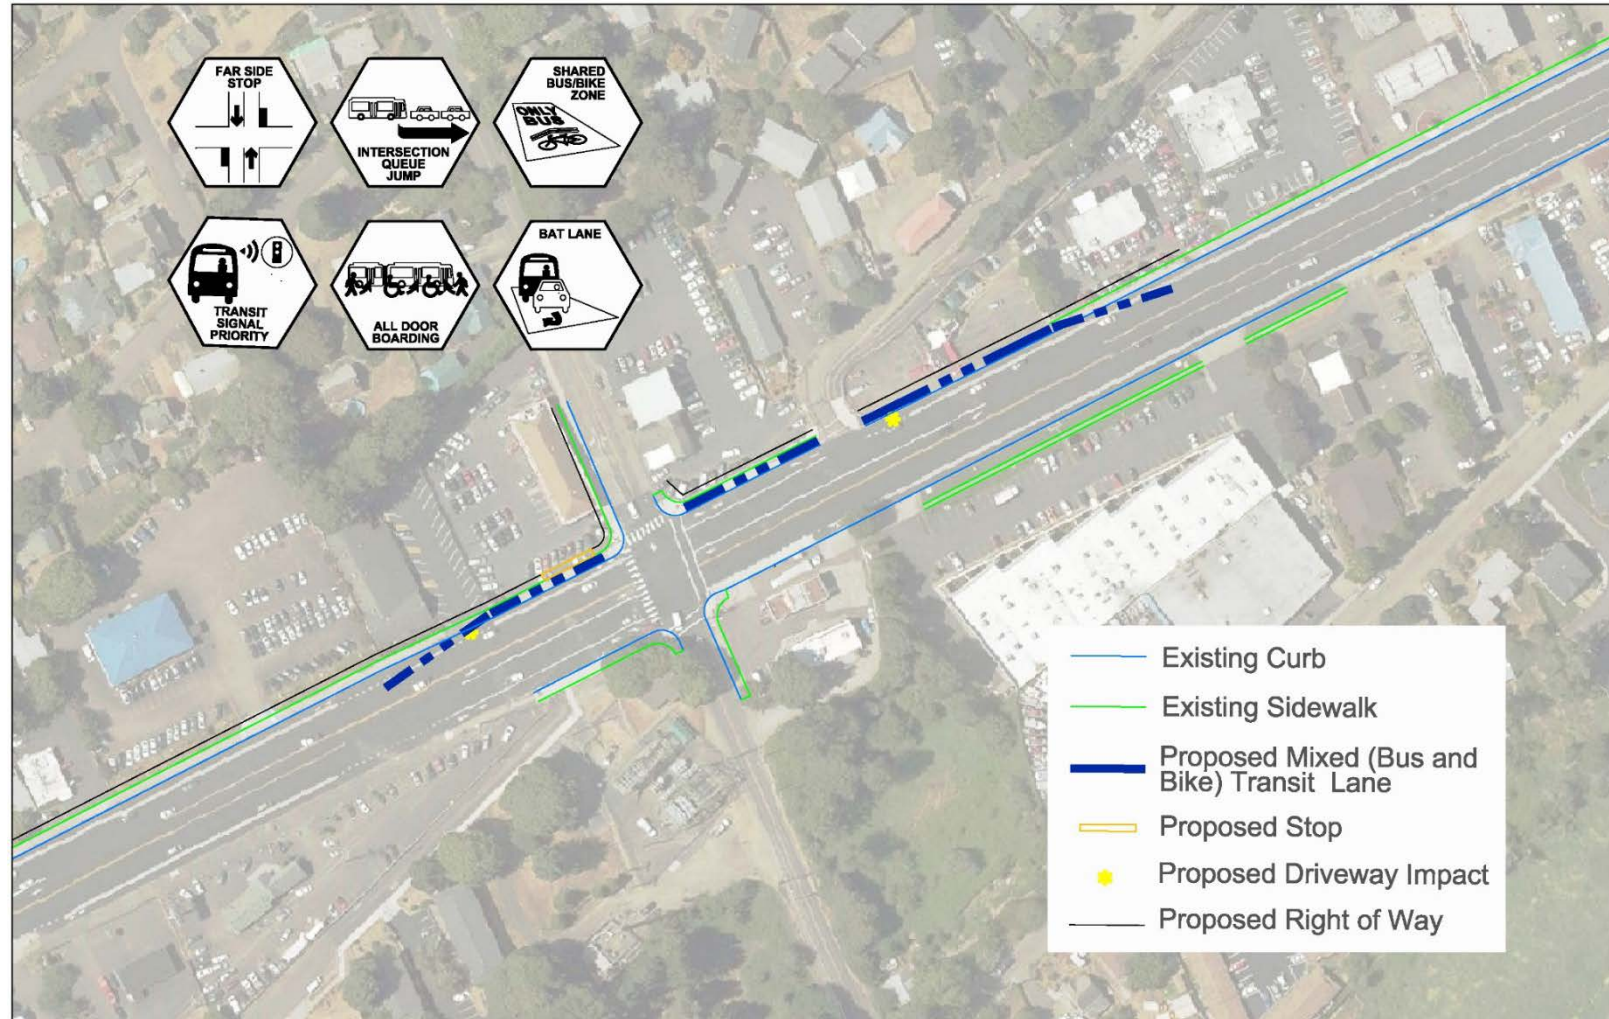 FAR SIDE
STOP
INTERSECTION
QUEUE
JUMP
SHARED
BUS/BIKE
ZONE
ONLY
BUS
TRANSIT
SIGNAL
PRIORITY
ALL DOOR
BOARDING
BAT LANE
Existing Curb
Existing Sidewalk
Proposed Mixed (Bus and
Bike) Transit Lane
Proposed Stop
Proposed Driveway Impact
Proposed Right of Way